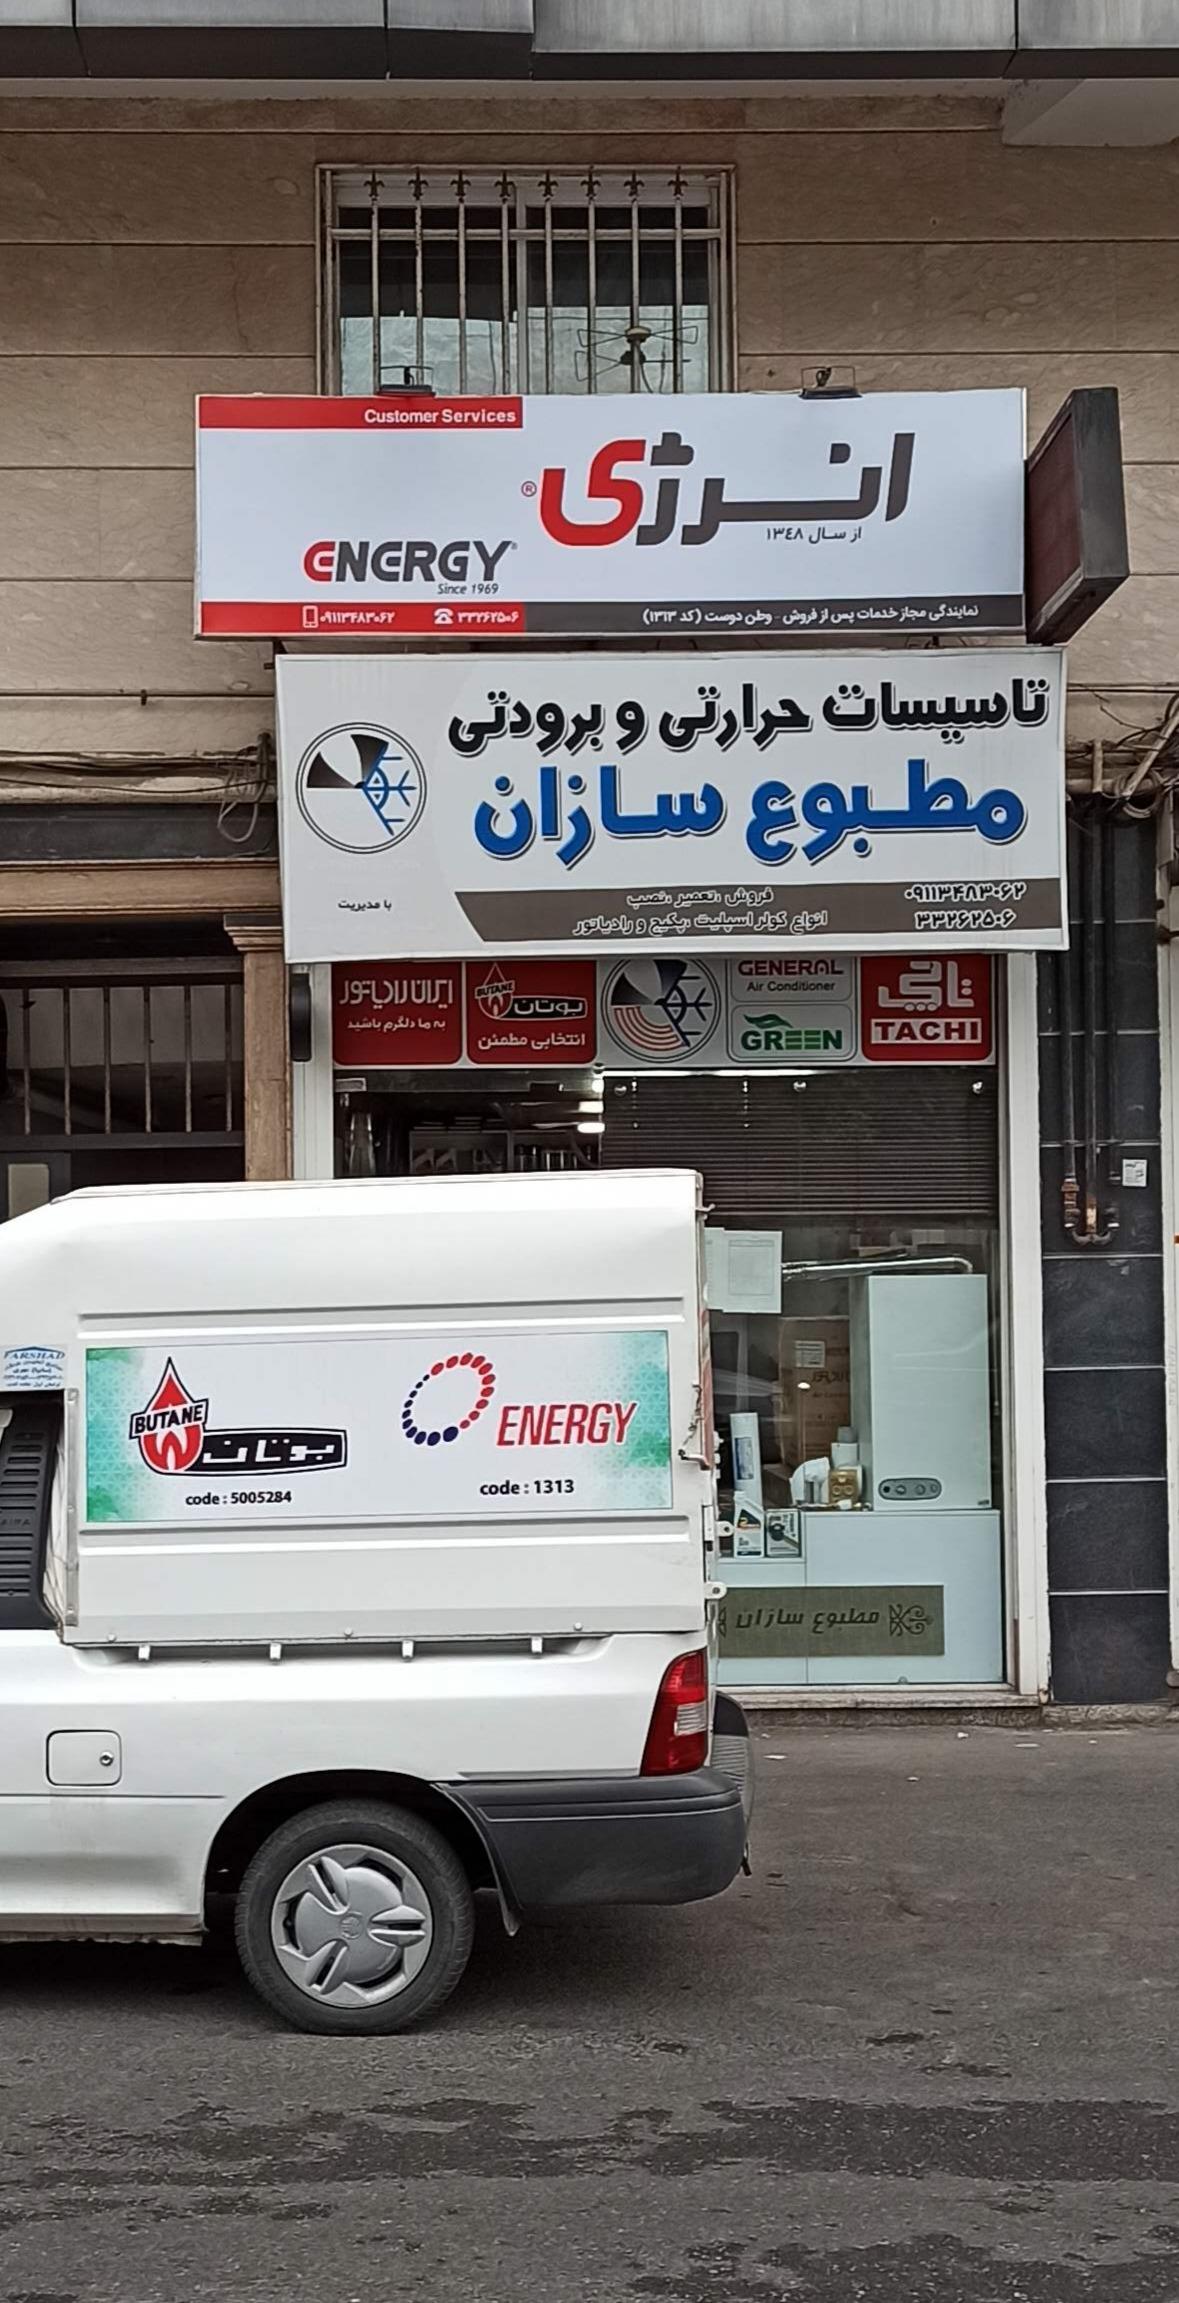 Customer Services
انرژی®
از سال ۱۳۴۸
ENERGY®
Since 1969
نمایندگی مجاز خدمات پس از فروش - وطن دوست (کد ۱۳۱۳)
۳۳۲۶۲۵۰۶
۰۹۱۱۳۴۸۳۰۶۲
تاسیسات حرارتی و برودتی
مطبوع سازان
با مدیریت
فروش ،تعمیر ،نصب
انواع کولر اسپلیت ،پکیج و رادیاتور
۰۹۱۱۳۴۸۳۰۶۲
۳۳۲۶۲۵۰۶
ایران رادیاتور
به ما دلگرم باشید
BUTANE
بوتان
انتخابی مطمئن
GENERAL
Air Conditioner
GREEN
تاچی
TACHI
FARSHAD
BUTANE
بوتان
code : 5005284
ENERGY
code : 1313
مطبوع سازان